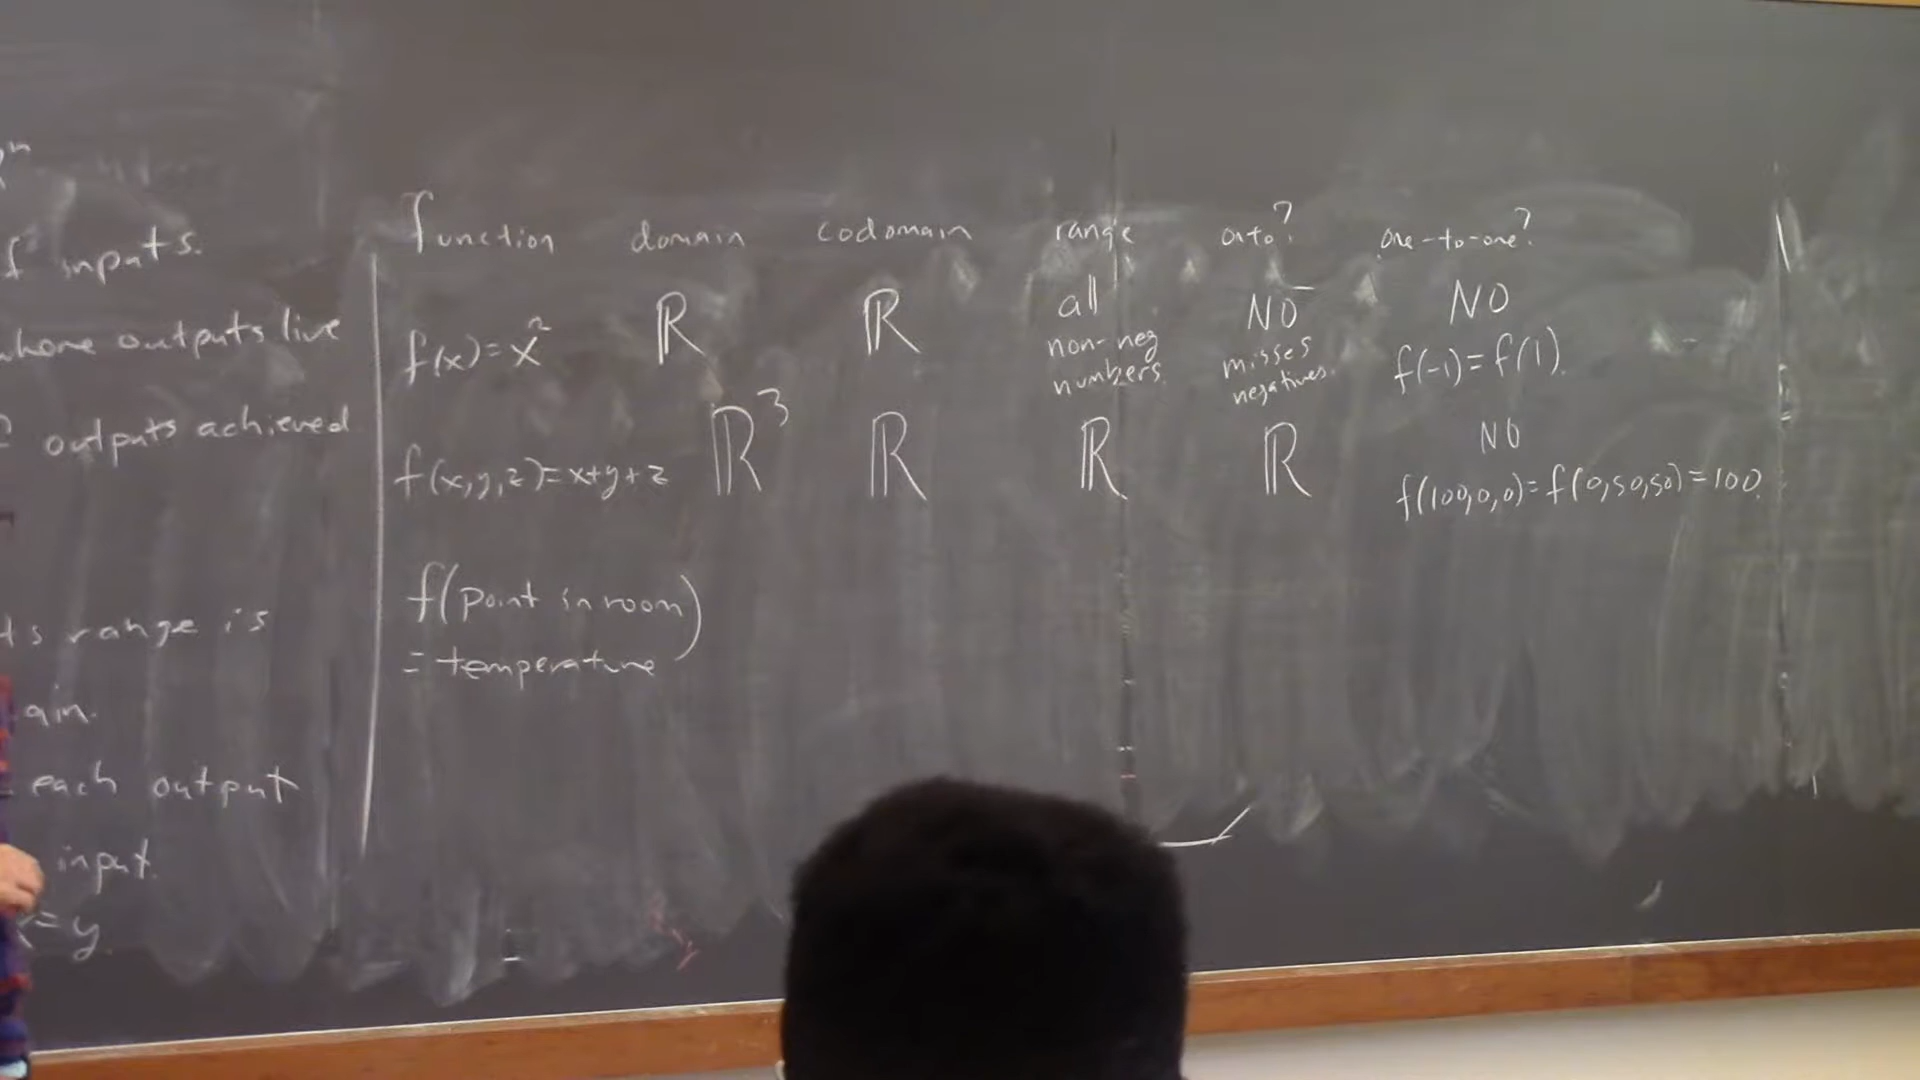 f inputs.
whone outputs live
outputs achieved
ts range is
ain.
each output
input.
x=y.
function domain codomain range onto? one-to-one?
f(x)=x² ℝ ℝ all non-neg numbers. NO misses negatives. NO f(-1)=f(1).
f(x,y,z)=x+y+z ℝ³ ℝ ℝ ℝ NO f(100,0,0)=f(0,50,50)=100.
f(point in room)
=temperature